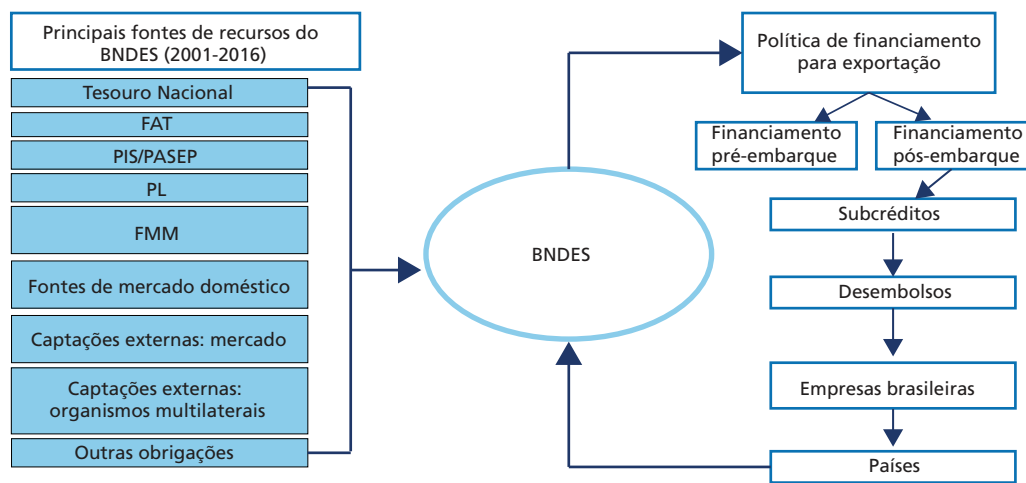 Principais fontes de recursos do
BNDES (2001-2016)
Tesouro Nacional
FAT
PIS/PASEP
PL
FMM
Fontes de mercado doméstico
Captações externas: mercado
Captações externas:
organismos multilaterais
Outras obrigações
BNDES
Política de financiamento
para exportação
Financiamento
pré-embarque
Financiamento
pós-embarque
Subcréditos
Desembolsos
Empresas brasileiras
Países